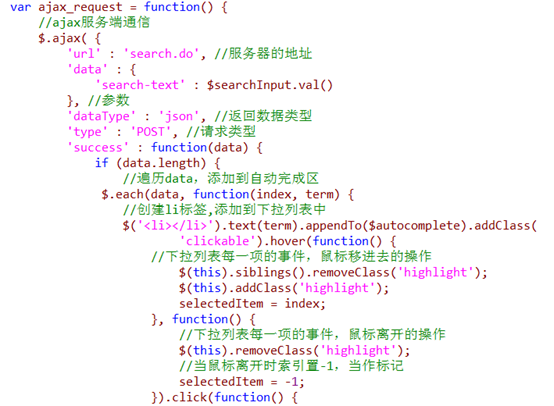 var ajax_request = function() {
//ajax服务端通信
$.ajax( {
'url' : 'search.do', //服务器的地址
'data' : {
'search-text' : $searchInput.val()
}, //参数
'dataType' : 'json', //返回数据类型
'type' : 'POST', //请求类型
'success' : function(data) {
if (data.length) {
//遍历data，添加到自动完成区
$.each(data, function(index, term) {
//创建li标签,添加到下拉列表中
$('<li></li>').text(term).appendTo($autocomplete).addClass(
'clickable').hover(function() {
//下拉列表每一项的事件，鼠标移进去的操作
$(this).siblings().removeClass('highlight');
$(this).addClass('highlight');
selectedItem = index;
}, function() {
//下拉列表每一项的事件，鼠标离开的操作
$(this).removeClass('highlight');
//当鼠标离开时索引置-1，当作标记
selectedItem = -1;
}).click(function() {